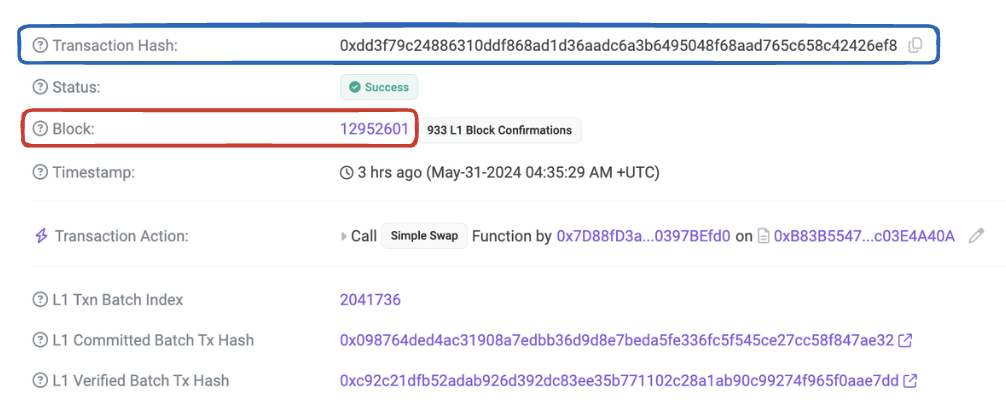 Transaction Hash: 0xdd3f79c24886310ddf868ad1d36aadc6a3b6495048f68aad765c658c42426ef8
Status: Success
Block: 12952601 933 L1 Block Confirmations
Timestamp: 3 hrs ago (May-31-2024 04:35:29 AM +UTC)
Transaction Action: Call Simple Swap Function by 0x7D88fD3a...0397BEfd0 on 0xB83B5547...c03E4A40A
L1 Txn Batch Index 2041736
L1 Committed Batch Tx Hash 0x098764ded4ac31908a7edbb36d9d8e7beda5fe336fc5f545ce27cc58f847ae32
L1 Verified Batch Tx Hash 0xc92c21dfb52adab926d392dc83ee35b771102c28a1ab90c99274f965f0aae7dd